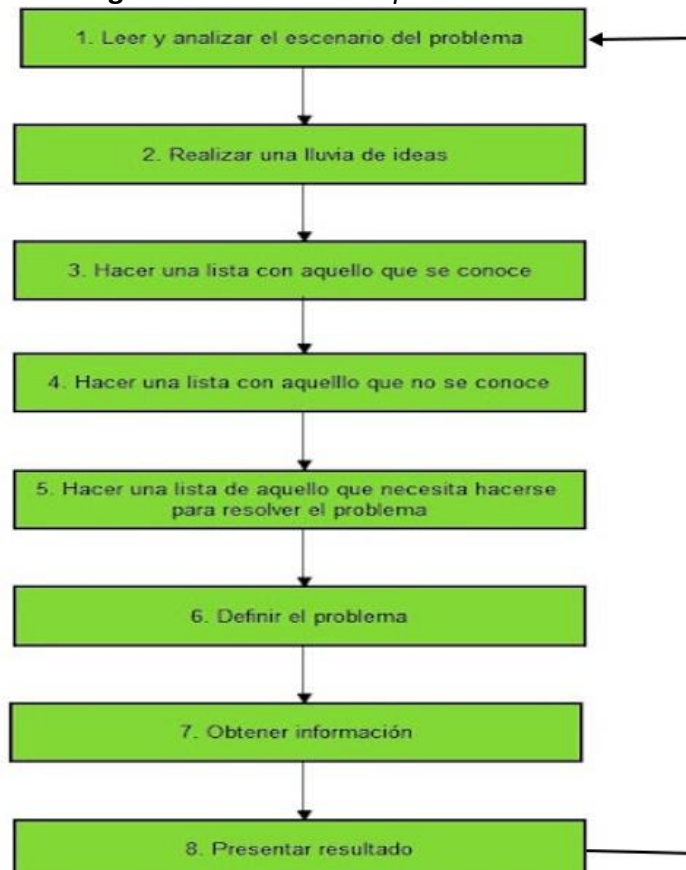 1. Leer y analizar el escenario del problema
2. Realizar una lluvia de ideas
3. Hacer una lista con aquello que se conoce
4. Hacer una lista con aquelllo que no se conoce
5. Hacer una lista de aquello que necesita hacerse
para resolver el problema
6. Definir el problema
7. Obtener información
8. Presentar resultado